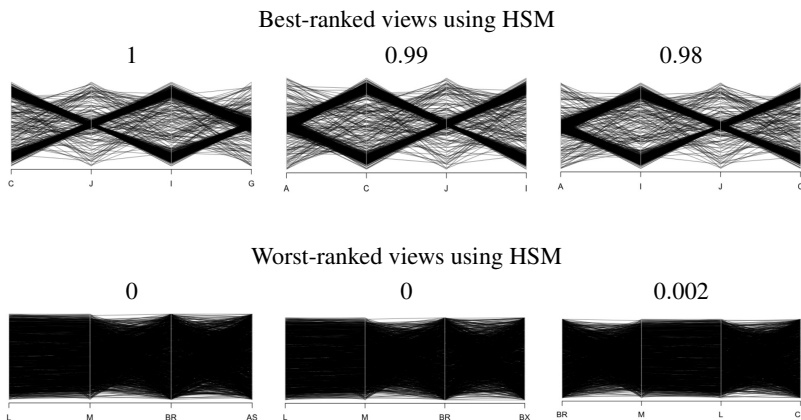 Best-ranked views using HSM
1 0.99 0.98
C J I G A C J I A I J
Worst-ranked views using HSM
0 0 0.002
L M BR AS L M BR BX BR M L